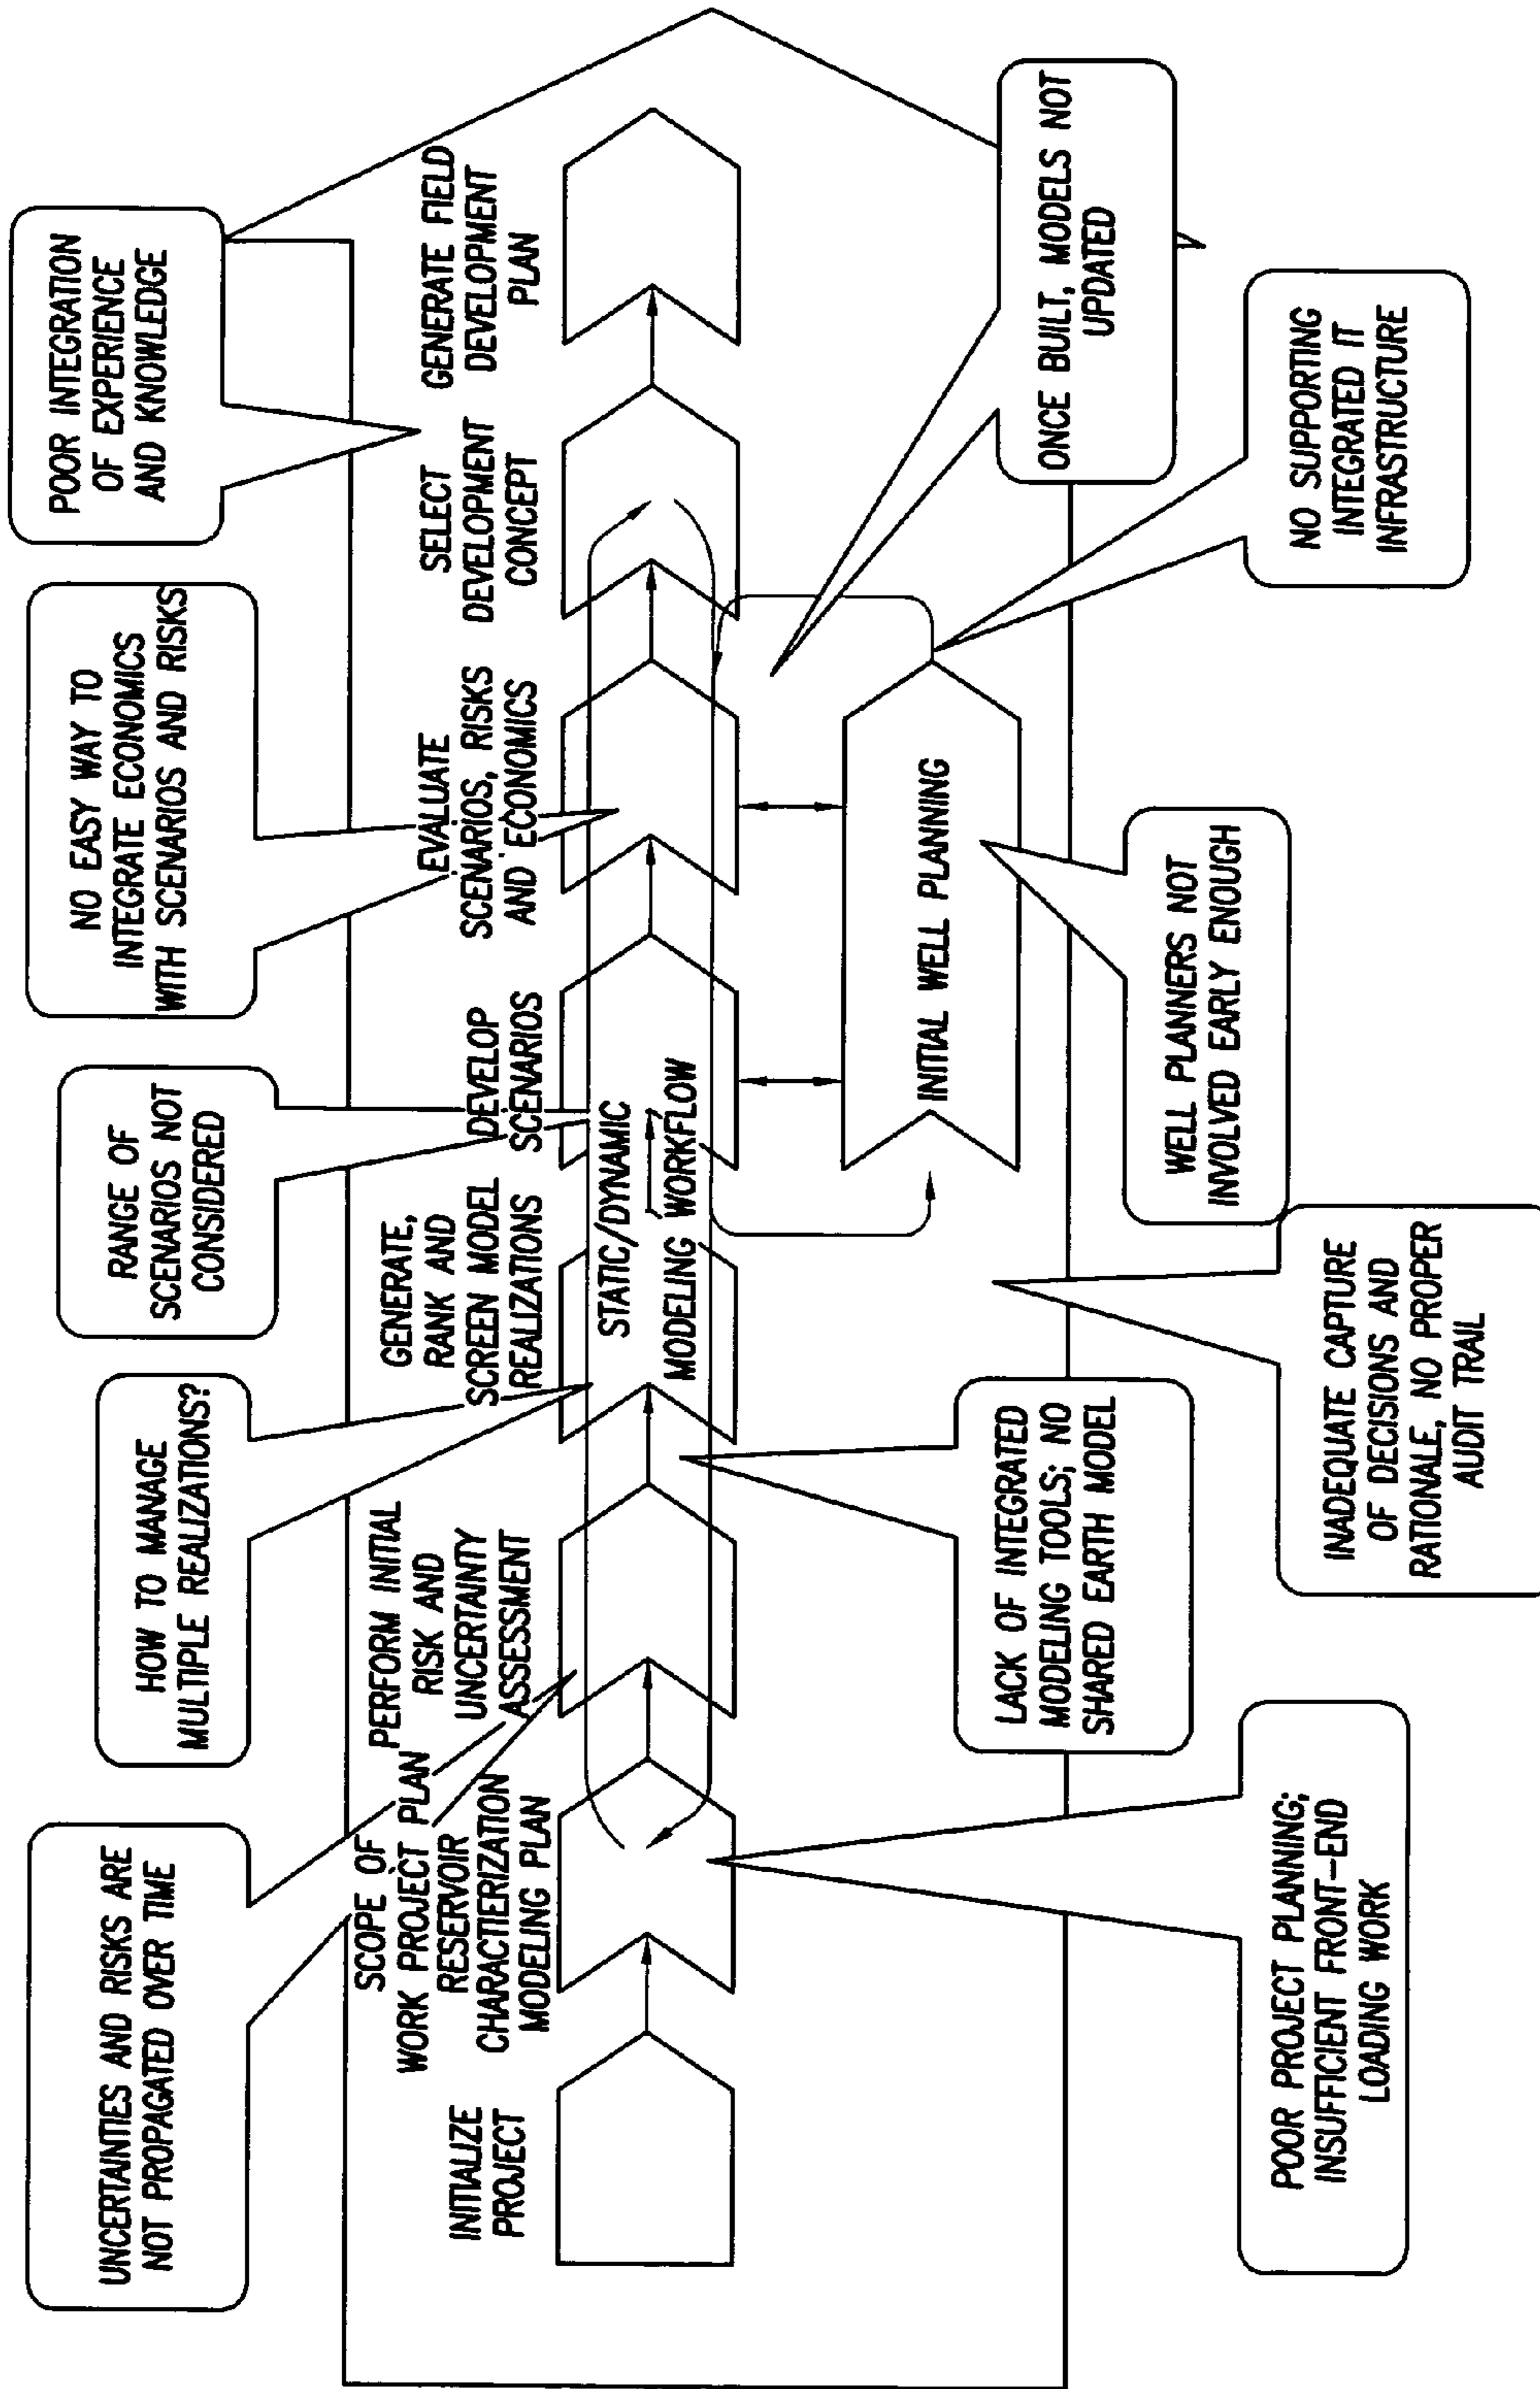 UNCERTAINTIES AND RISKS ARE
NOT PROPAGATED OVER TIME
HOW TO MANAGE
MULTIPLE REALIZATIONS?
RANGE OF
SCENARIOS NOT
CONSIDERED
NO EASY WAY TO
INTEGRATE ECONOMICS
WITH SCENARIOS AND RISKS
POOR INTEGRATION
OF EXPERIENCE
AND KNOWLEDGE
INITIALIZE
PROJECT
SCOPE OF
WORK PROJECT PLAN
RESERVOIR
CHARACTIERIZATION
MODELING PLAN
PERFORM INITIAL
RISK AND
UNCERTAINTY
ASSESSMENT
GENERATE,
RANK AND
SCREEN MODEL
REALIZATIONS
DEVELOP
SCENARIOS
EVALUATE
SCENARIOS, RISKS
AND ECONOMICS
SELECT
DEVELOPMENT
CONCEPT
GENERATE FIELD
DEVELOPMENT
PLAN
STATIC/DYNAMIC
MODELING WORKFLOW
INITIAL WELL PLANNING
POOR PROJECT PLANNING;
INSUFFICIENT FRONT-END
LOADING WORK
LACK OF INTEGRATED
MODELING TOOLS; NO
SHARED EARTH MODEL
INADEQUATE CAPTURE
OF DECISIONS AND
RATIONALE, NO PROPER
AUDIT TRAIL
WELL PLANNERS NOT
INVOLVED EARLY ENOUGH
NO SUPPORTING
INTEGRATED IT
INFRASTRUCTURE
ONCE BUILT, MODELS NOT
UPDATED